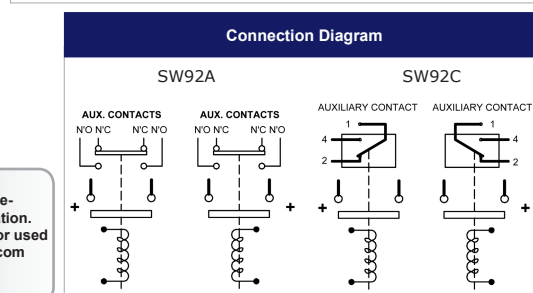 Connection Diagram
SW92A
SW92C
AUX. CONTACTS
N'O N'C
N'C N'O
AUX. CONTACTS
N'O N'C
N'C N'O
AUXILIARY CONTACT
1
4
2
AUXILIARY CONTACT
1
4
2
+
+
+
+
e-
tion.
or used
com